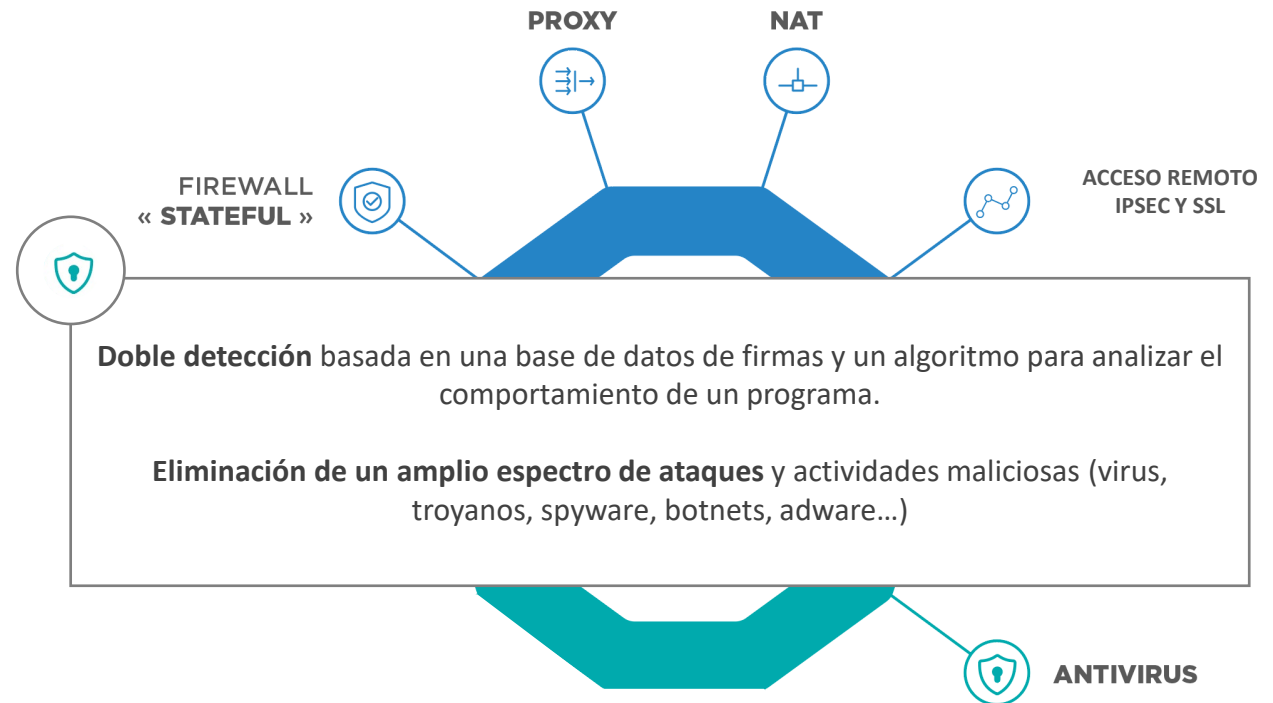 PROXY
NAT
FIREWALL
« STATEFUL »
ACCESO REMOTO
IPSEC Y SSL
Doble detección basada en una base de datos de firmas y un algoritmo para analizar el
comportamiento de un programa.
Eliminación de un amplio espectro de ataques y actividades maliciosas (virus,
troyanos, spyware, botnets, adware…)
ANTIVIRUS